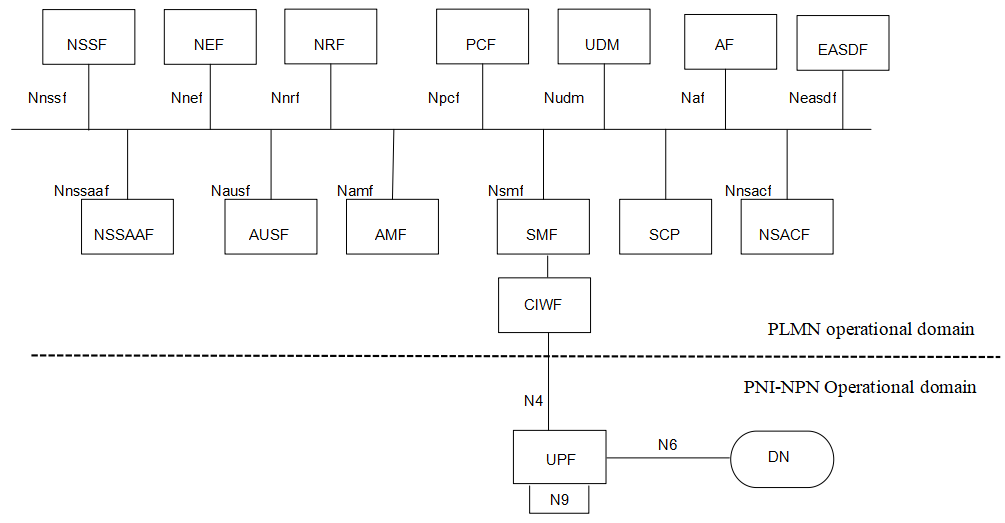 NSSF
NEF
NRF
PCF
UDM
AF
EASDF
Nnssf
Nnef
Nnrf
Npcf
Nudm
Naf
Neasdf
Nnssaaf
Nausf
Namf
Nsmf
Nnsacf
NSSAAF
AUSF
AMF
SMF
SCP
NSACF
CIWF
PLMN operational domain
PNI-NPN Operational domain
N4
N6
UPF
DN
N9